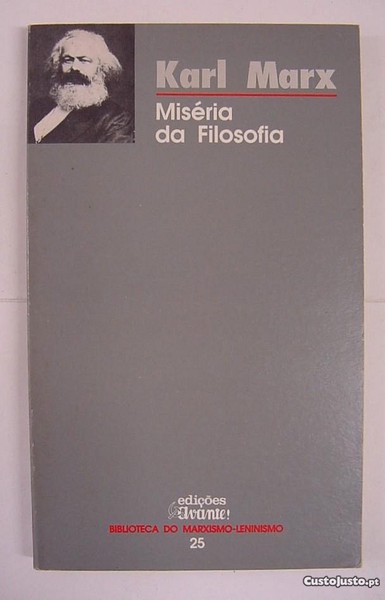 Karl Marx
Miséria
da Filosofia
edições
Avante!
BIBLIOTECA DO MARXISMO-LENINISMO
25
CustoJusto.pt